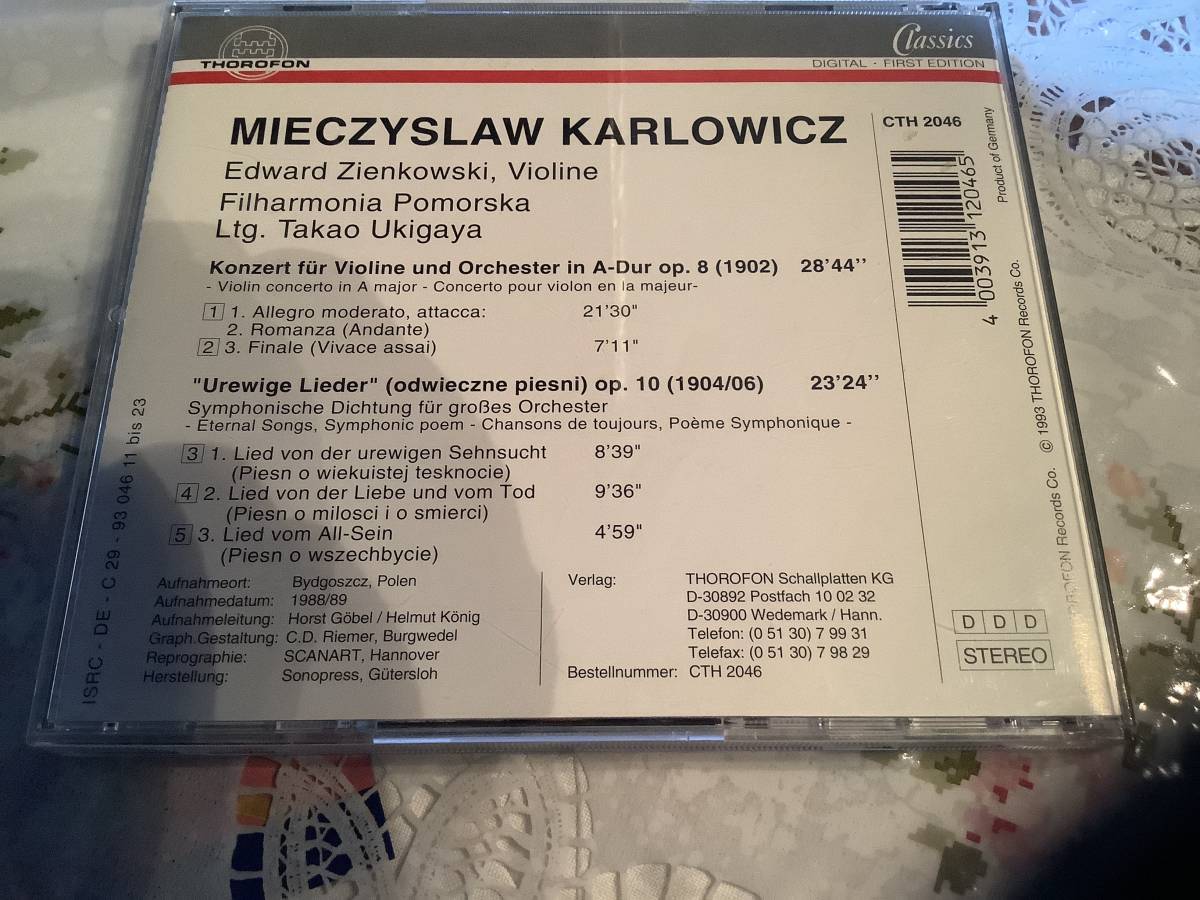 THOROFON
Classics
DIGITAL · FIRST EDITION
MIECZYSLAW KARLOWICZ
Edward Zienkowski, Violine
Filharmonia Pomorska
Ltg. Takao Ukigaya
Konzert für Violine und Orchester in A-Dur op. 8 (1902) 28'44''
- Violin concerto in A major - Concerto pour violon en la majeur-
1 1. Allegro moderato, attacca: 21'30"
2. Romanza (Andante)
2 3. Finale (Vivace assai) 7'11"
"Urewige Lieder" (odwieczne piesni) op. 10 (1904/06) 23'24''
Symphonische Dichtung für großes Orchester
- Eternal Songs, Symphonic poem - Chansons de toujours, Poème Symphonique -
3 1. Lied von der urewigen Sehnsucht 8'39"
(Piesn o wiekuistej tesknocie)
4 2. Lied von der Liebe und vom Tod 9'36"
(Piesn o milosci i o smierci)
5 3. Lied vom All-Sein 4'59"
(Piesn o wszechbycie)
Aufnahmeort: Bydgoszcz, Polen
Aufnahmedatum: 1988/89
Aufnahmeleitung: Horst Göbel / Helmut König
Graph.Gestaltung: C.D. Riemer, Burgwedel
Reprographie: SCANART, Hannover
Herstellung: Sonopress, Gütersloh
Verlag: THOROFON Schallplatten KG
D-30892 Postfach 10 02 32
D-30900 Wedemark / Hann.
Telefon: (0 51 30) 7 99 31
Telefax: (0 51 30) 7 98 29
Bestellnummer: CTH 2046
CTH 2046
4 003913 120465
Product of Germany
© 1993 THOROFON Records Co.
Records Co.
DDD
STEREO
ISRC - DE - C 29 - 93 046 11 bis 23